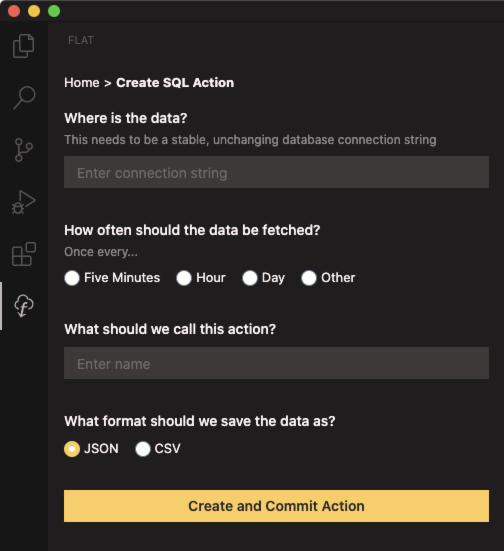 FLAT
Home > Create SQL Action
Where is the data?
This needs to be a stable, unchanging database connection string
Enter connection string
How often should the data be fetched?
Once every...
Five Minutes Hour Day Other
What should we call this action?
Enter name
What format should we save the data as?
JSON CSV
Create and Commit Action